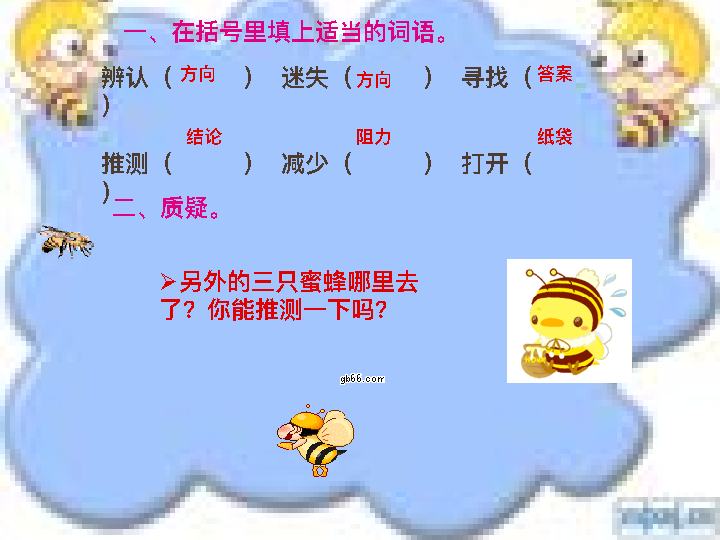 一、在括号里填上适当的词语。
辨认（方向）  迷失（方向）  寻找（答案
）
结论  阻力  纸袋
推测（  ）  减少（  ）  打开（
）
二、质疑。
➢另外的三只蜜蜂哪里去
了？你能推测一下吗？
gb66.com